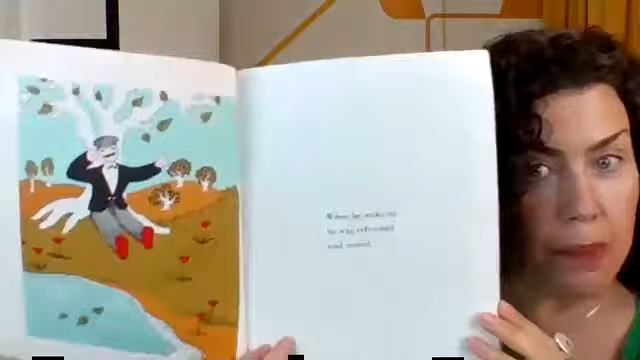 When he woke up
he was refreshed
and rested.